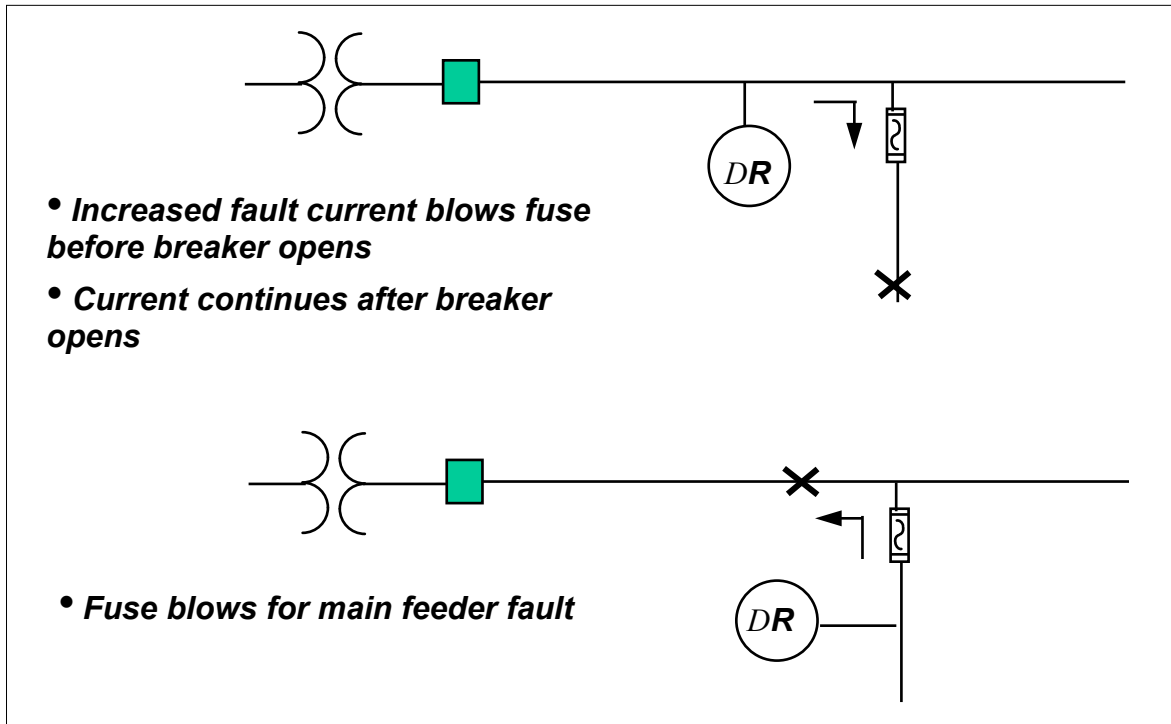 DR
• Increased fault current blows fuse
before breaker opens
• Current continues after breaker
opens
• Fuse blows for main feeder fault
DR